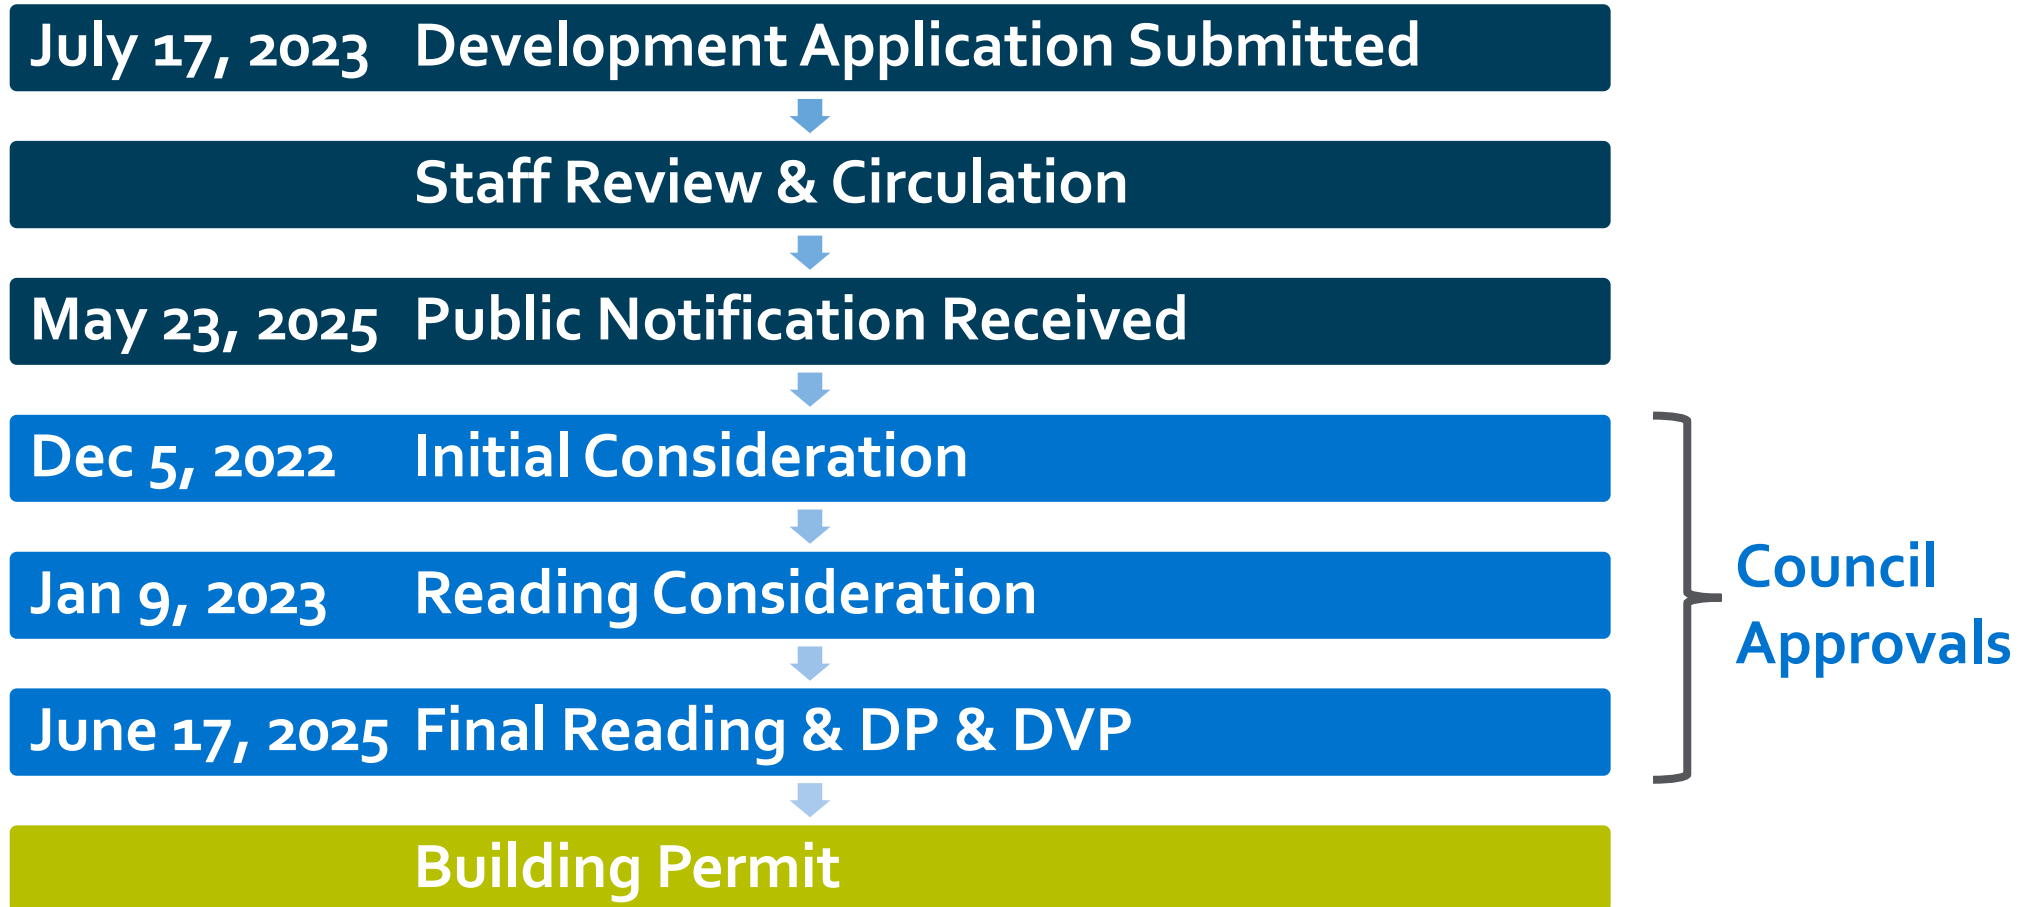 July 17, 2023 Development Application Submitted
Staff Review & Circulation
May 23, 2025 Public Notification Received
Dec 5, 2022 Initial Consideration
Jan 9, 2023 Reading Consideration
June 17, 2025 Final Reading & DP & DVP
Building Permit
Council
Approvals